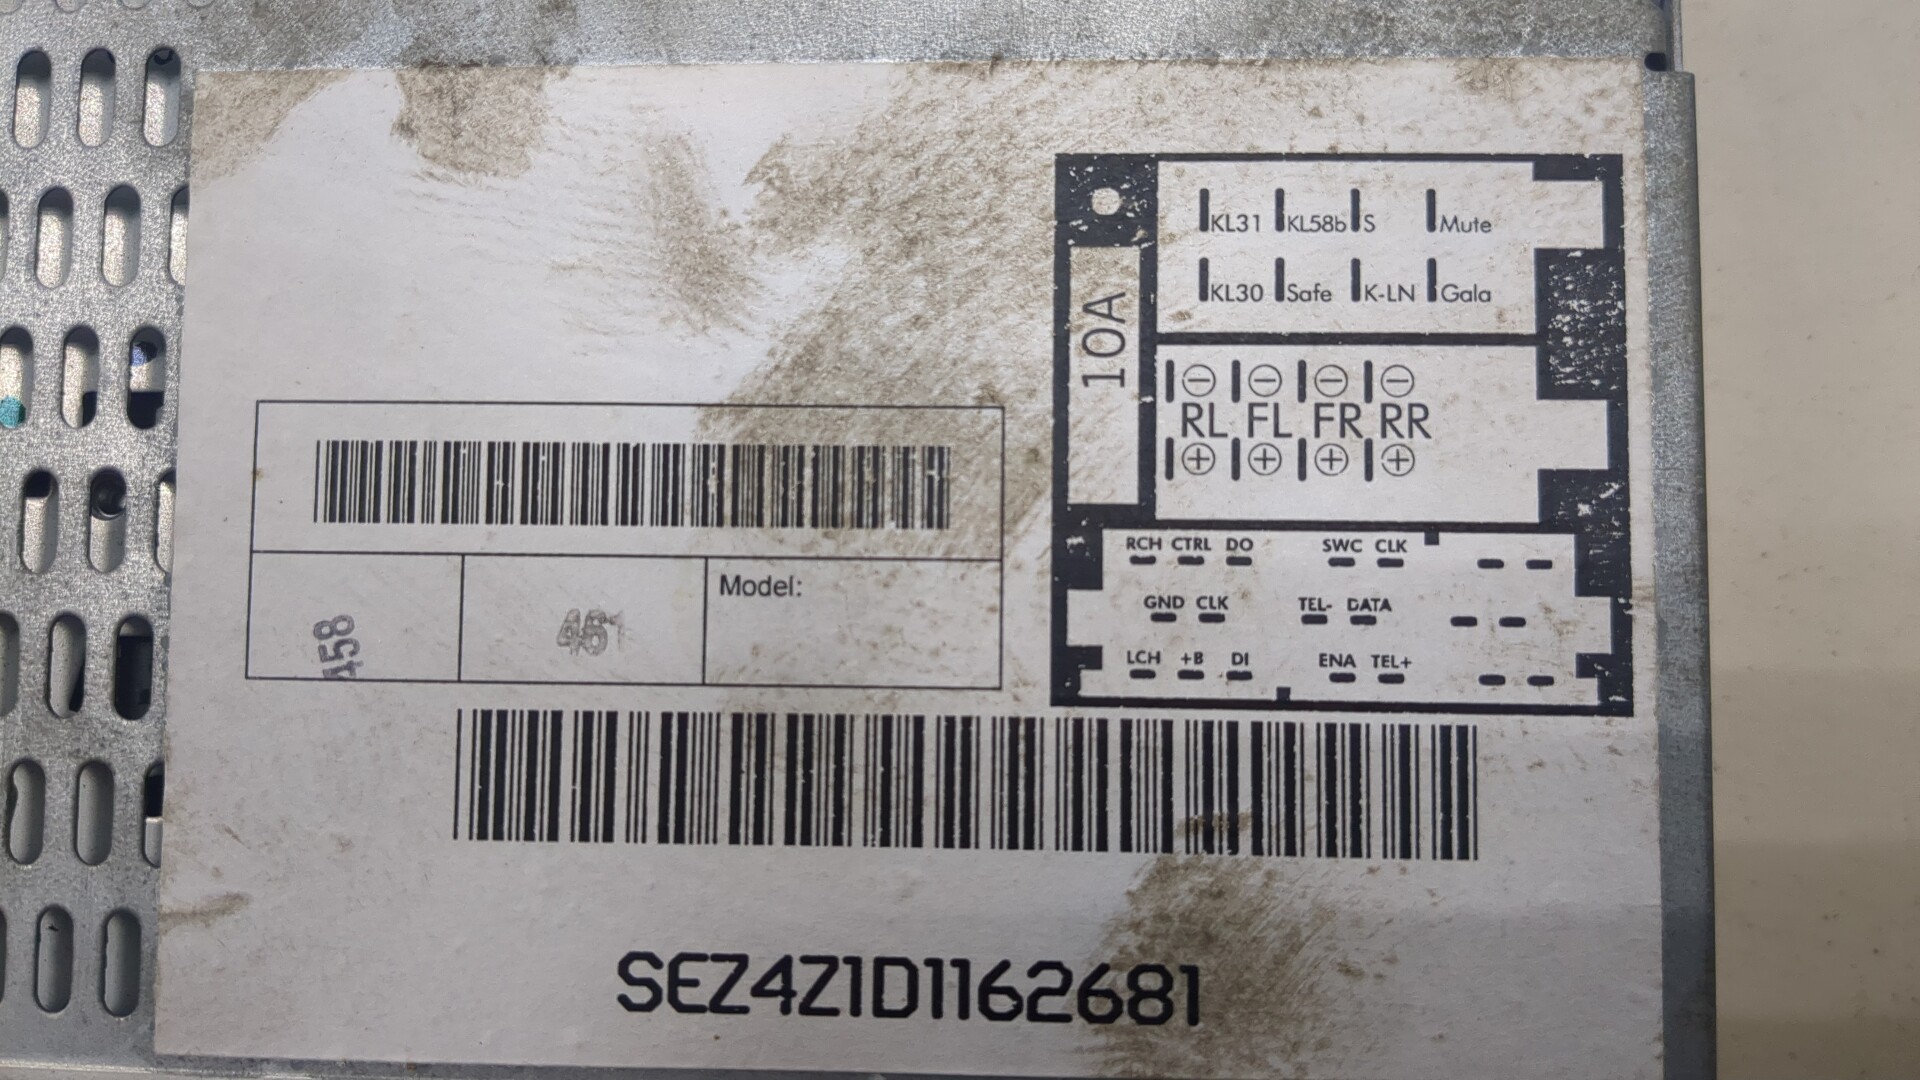 KL31 KL58b S Mute
KL30 Safe K-LN Gala
10A
RL FL FR RR
RCH CTRL DO SWC CLK
GND CLK TEL- DATA
LCH +B DI ENA TEL+
Model:
458
SEZ4Z1D1162681